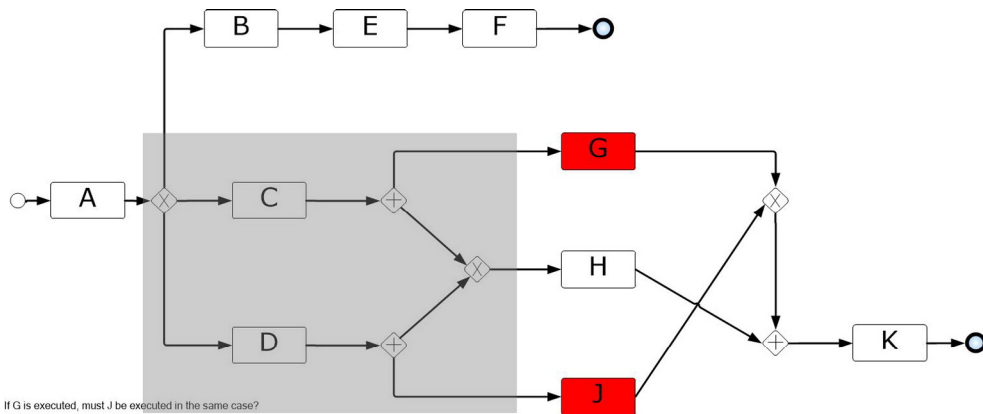 B
E
F
G
A
C
H
D
K
J
If G is executed, must J be executed in the same case?